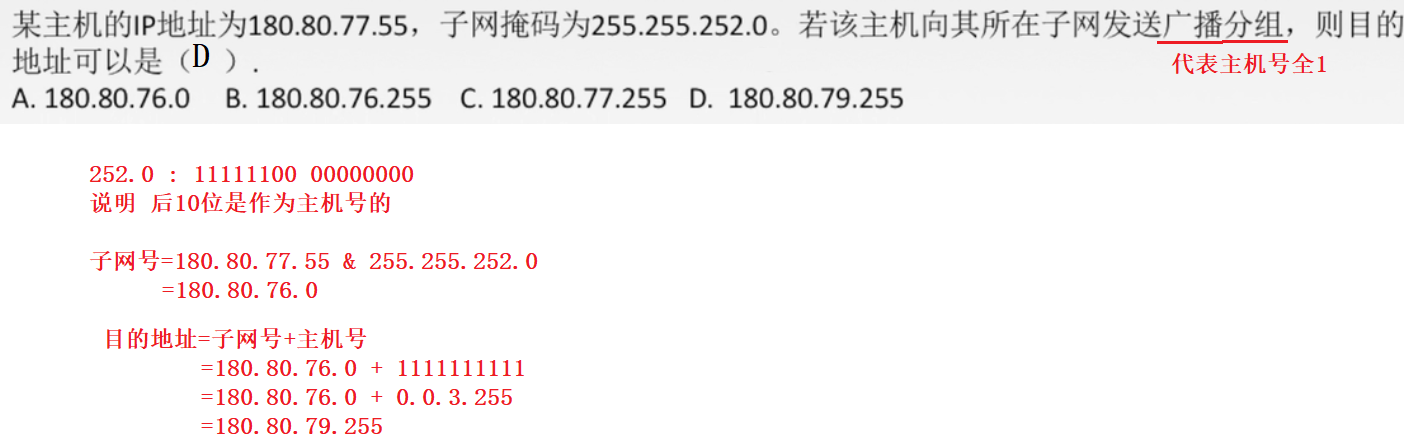 某主机的IP地址为180.80.77.55，子网掩码为255.255.252.0。若该主机向其所在子网发送广播分组，则目的
地址可以是（D ）.
代表主机号全1
A. 180.80.76.0 B. 180.80.76.255 C. 180.80.77.255 D. 180.80.79.255
252.0 : 11111100 00000000
说明 后10位是作为主机号的
子网号=180.80.77.55 & 255.255.252.0
=180.80.76.0
目的地址=子网号+主机号
=180.80.76.0 + 1111111111
=180.80.76.0 + 0.0.3.255
=180.80.79.255